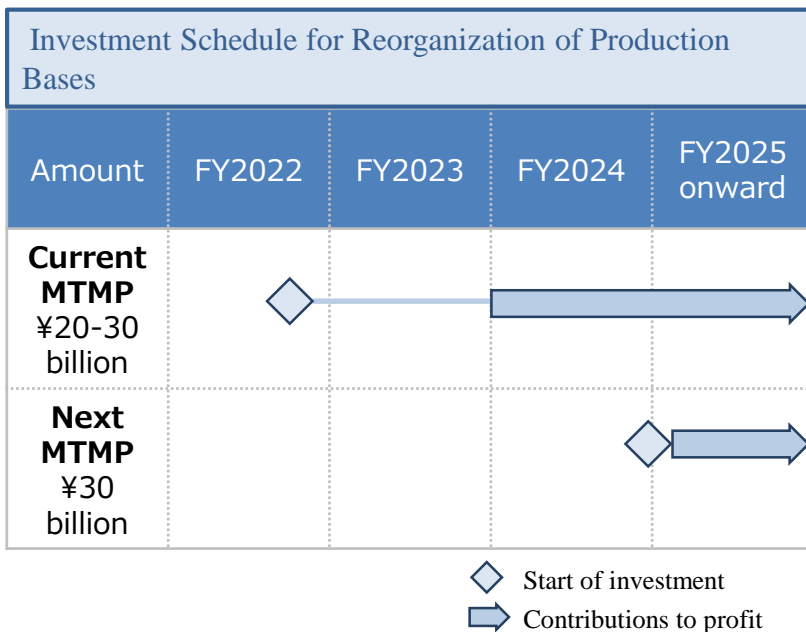 Investment Schedule for Reorganization of Production
Bases
Amount
FY2022
FY2023
FY2024
FY2025
onward
Current
MTMP
¥20-30
billion
Next
MTMP
¥30
billion
Start of investment
Contributions to profit